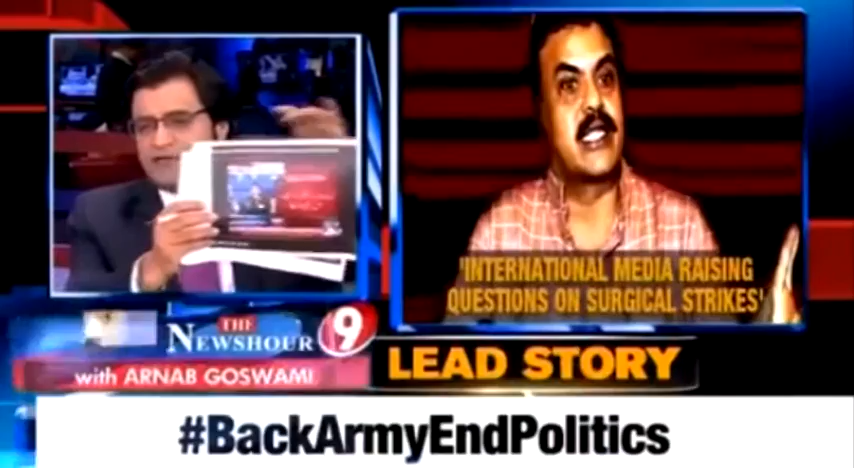 'INTERNATIONAL MEDIA RAISING
QUESTIONS ON SURGICAL STRIKES'
THE
NEWSHOUR 9
with ARNAB GOSWAMI
LEAD STORY
#BackArmyEndPolitics